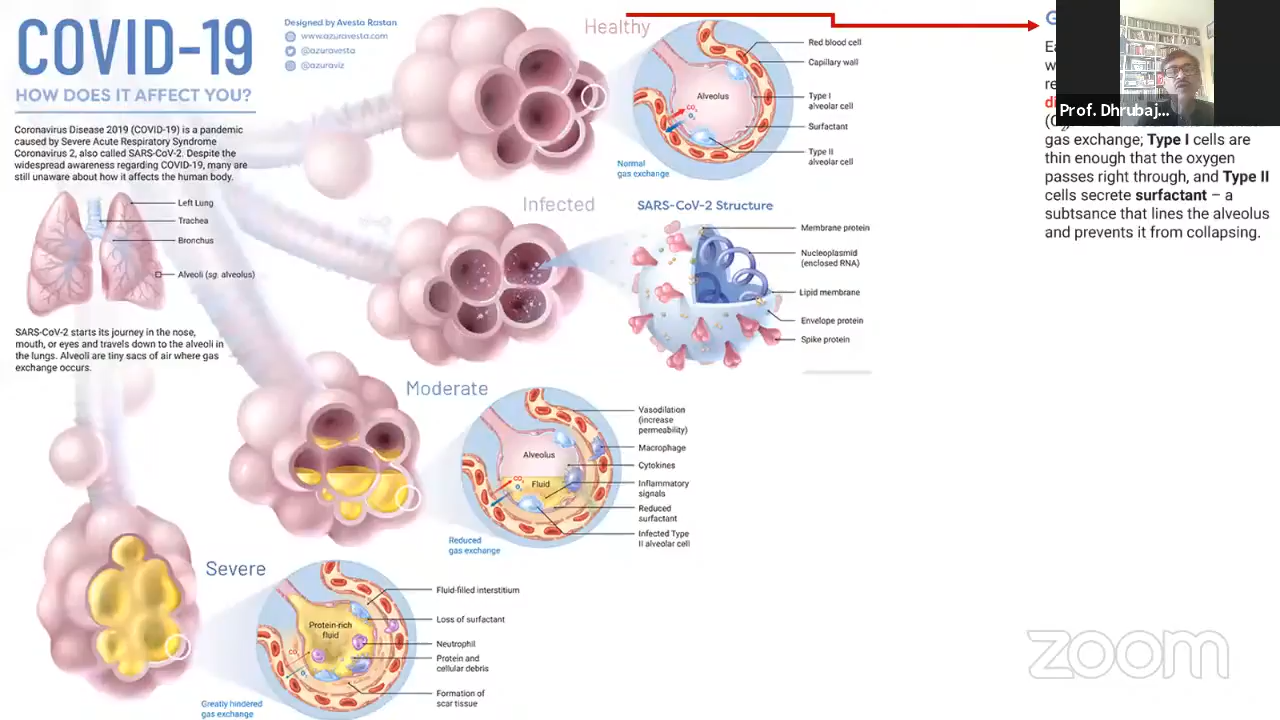 COVID-19
HOW DOES IT AFFECT YOU?
Designed by Avesta Rastan
www.azuravesta.com
@azuravesta
@azuraviz
Coronavirus Disease 2019 (COVID-19) is a pandemic
caused by Severe Acute Respiratory Syndrome
Coronavirus 2, also called SARS-CoV-2. Despite the
widespread awareness regarding COVID-19, many are
still unaware about how it affects the human body.
Left Lung
Trachea
Bronchus
Alveoli (sg. alveolus)
SARS-CoV-2 starts its journey in the nose,
mouth, or eyes and travels down to the alveoli in
the lungs. Alveoli are tiny sacs of air where gas
exchange occurs.
Healthy
Red blood cell
Capillary wall
Alveolus
Type I
alveolar cell
Surfactant
Type II
alveolar cell
CO₂
O₂
Normal
gas exchange
Infected
SARS-CoV-2 Structure
Membrane protein
Nucleoplasmid
(enclosed RNA)
Lipid membrane
Envelope protein
Spike protein
Moderate
Vasodilation
(increase
permeability)
Macrophage
Alveolus
Cytokines
Fluid
Inflammatory
signals
CO₂
O₂
Reduced
surfactant
Infected Type
II alveolar cell
Reduced
gas exchange
Severe
Fluid-filled interstitium
Loss of surfactant
Protein-rich
fluid
Neutrophil
CO₂
O₂
Protein and
cellular debris
Formation of
scar tissue
Greatly hindered
gas exchange
Prof. Dhrubaj...
(O₂
gas exchange; Type I cells are
thin enough that the oxygen
passes right through, and Type II
cells secrete surfactant – a
subtsance that lines the alveolus
and prevents it from collapsing.
zoom